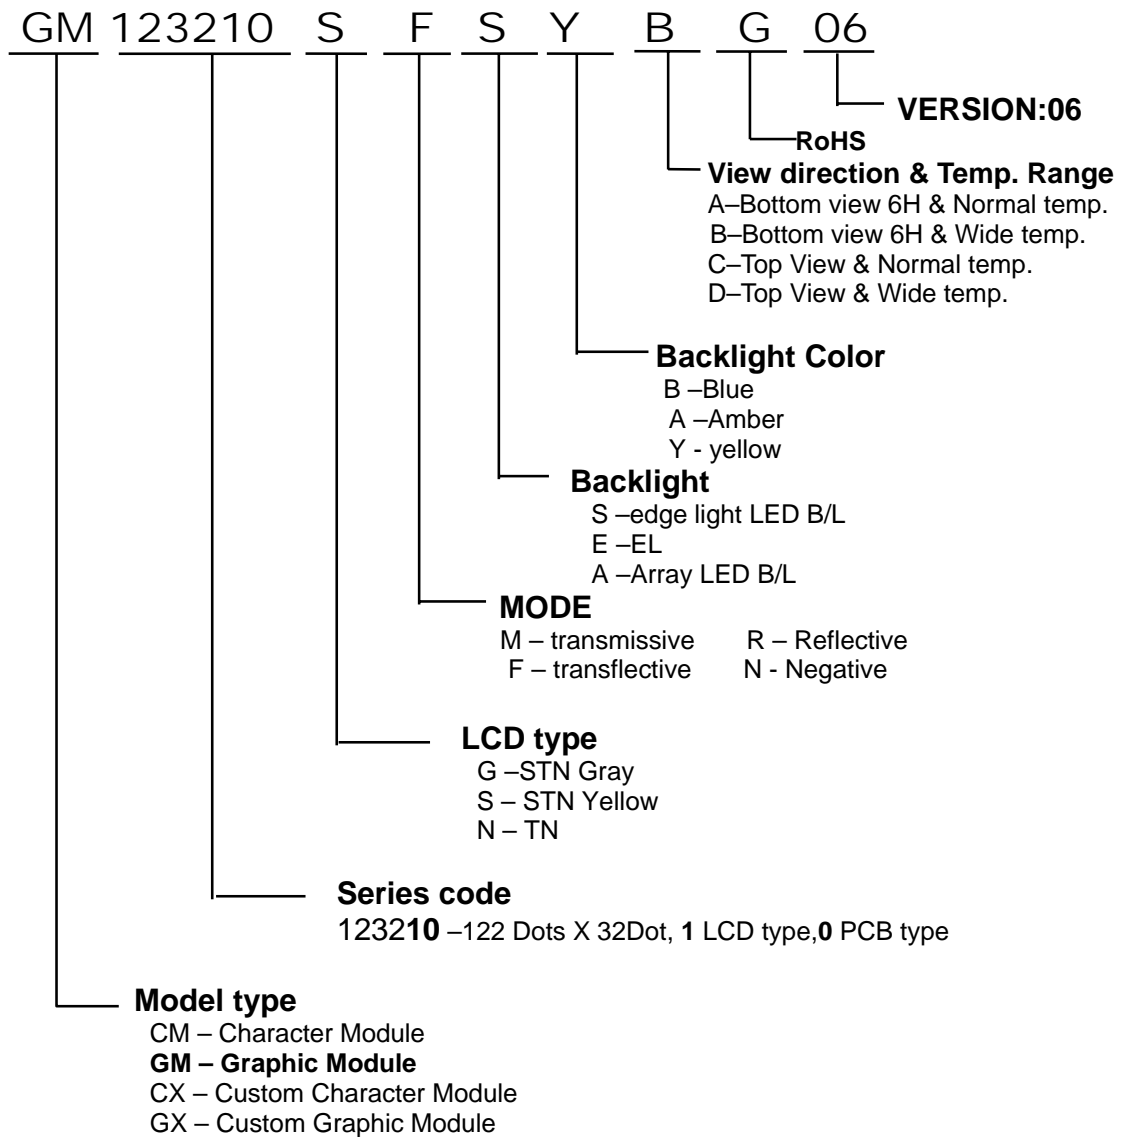 GM 123210 S F S Y B G 06
VERSION:06
RoHS
View direction & Temp. Range
A–Bottom view 6H & Normal temp.
B–Bottom view 6H & Wide temp.
C–Top View & Normal temp.
D–Top View & Wide temp.
Backlight Color
B –Blue
A –Amber
Y - yellow
Backlight
S –edge light LED B/L
E –EL
A –Array LED B/L
MODE
M – transmissive R – Reflective
F – transflective N - Negative
LCD type
G –STN Gray
S – STN Yellow
N – TN
Series code
123210 –122 Dots X 32Dot, 1 LCD type,0 PCB type
Model type
CM – Character Module
GM – Graphic Module
CX – Custom Character Module
GX – Custom Graphic Module